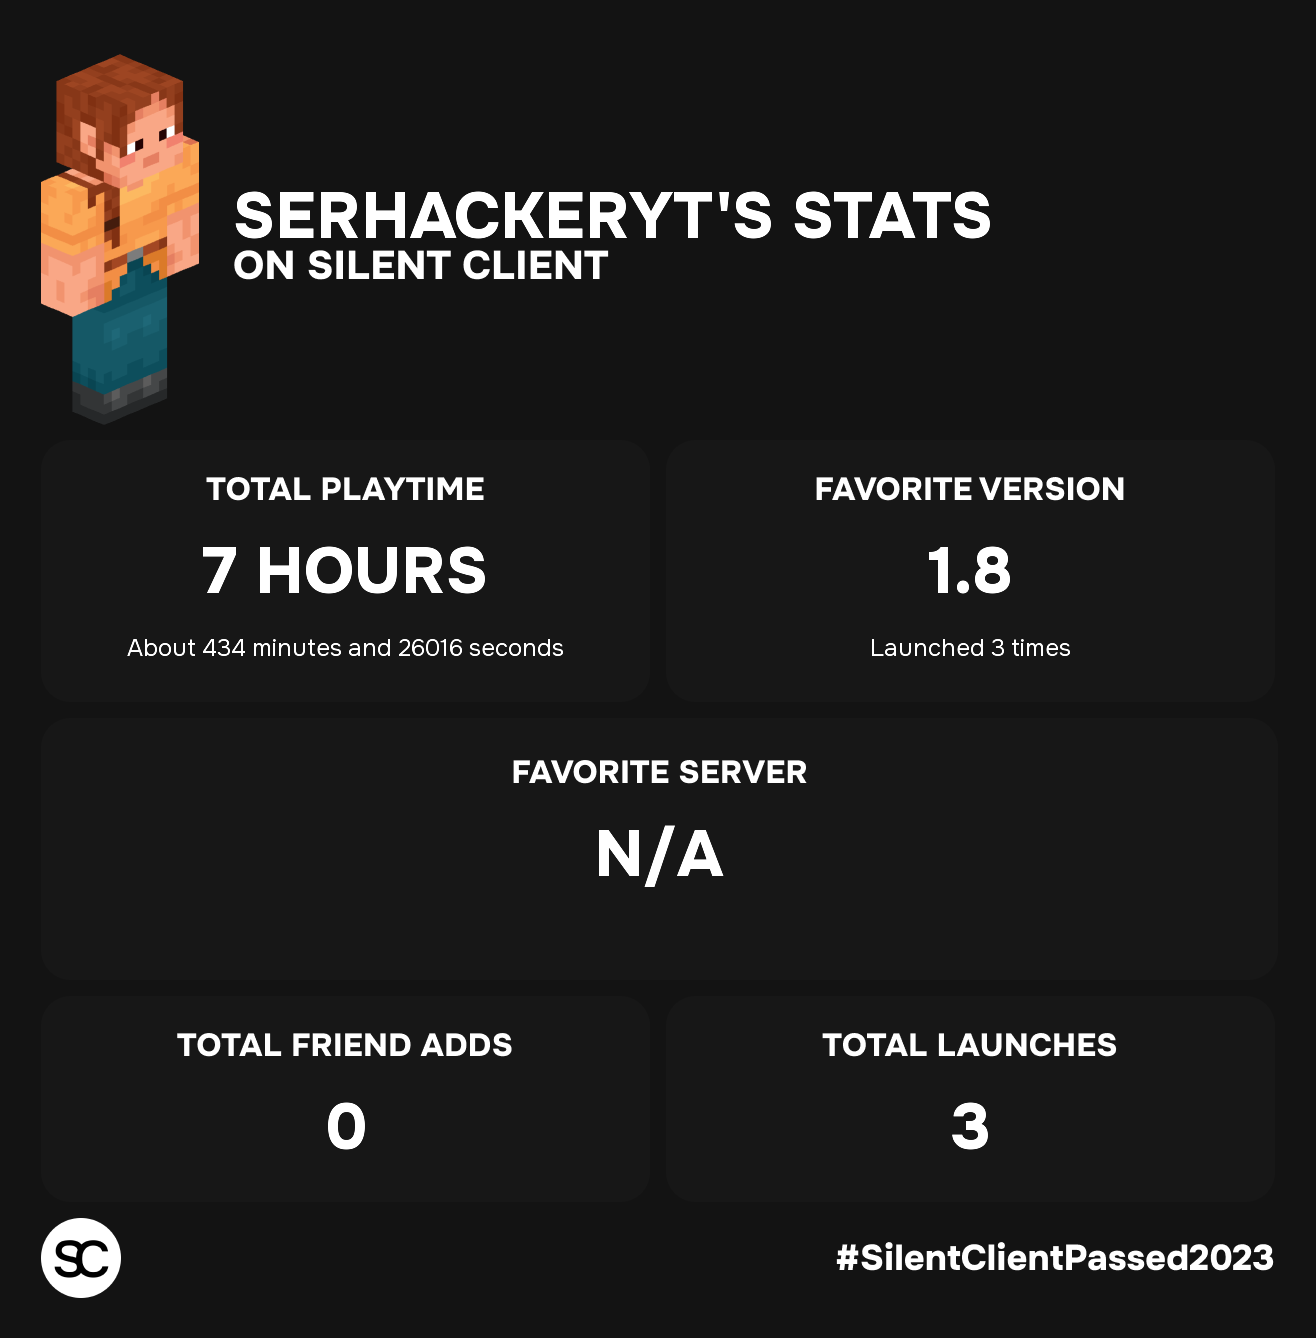 SERHACKERYT'S STATS
ON SILENT CLIENT
TOTAL PLAYTIME
7 HOURS
About 434 minutes and 26016 seconds
FAVORITE VERSION
1.8
Launched 3 times
FAVORITE SERVER
N/A
TOTAL FRIEND ADDS
0
TOTAL LAUNCHES
3
SC
#SilentClientPassed2023